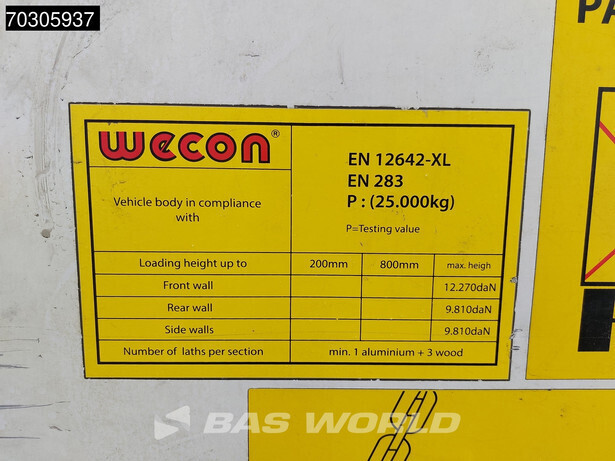 70305937
PA
wecon®
EN 12642-XL
EN 283
P : (25.000kg)
P=Testing value
Vehicle body in compliance
with
Loading height up to 200mm 800mm max. heigh
Front wall 12.270daN
Rear wall 9.810daN
Side walls 9.810daN
Number of laths per section min. 1 aluminium + 3 wood
BAS WORLD